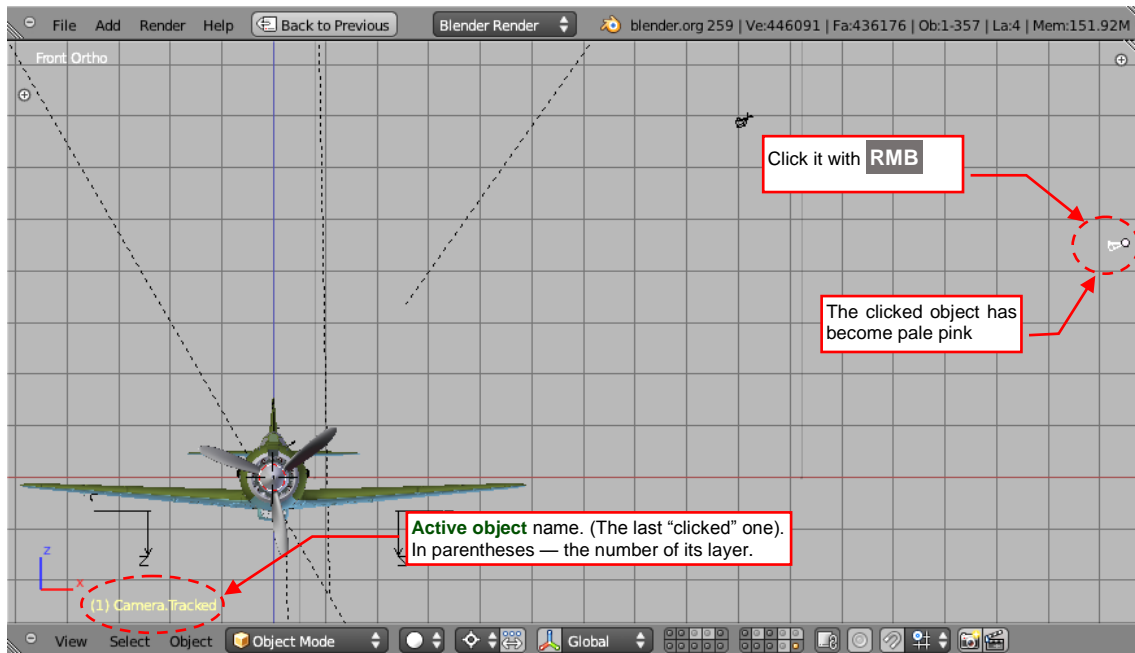 File Add Render Help Back to Previous Blender Render blender.org 259 | Ve:446091 | Fa:436176 | Ob:1-357 | La:4 | Mem:151.92M
Front Ortho
Click it with RMB
The clicked object has
become pale pink
Active object name. (The last “clicked” one).
In parentheses — the number of its layer.
Z
Z
z
x
(1) Camera.Tracked
View Select Object Object Mode Global